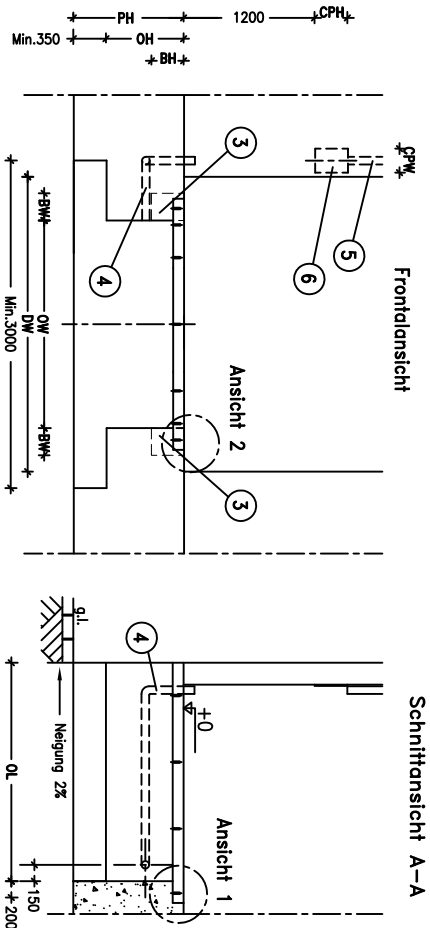 Frontalansicht
CPW
5
6
CPH
1200
PH
OH
BH
Min.350
3
4
Ansicht 2
3
BW
OW
BW
DW
Min.3000
Schnittansicht A-A
4
+0
Ansicht 1
g.l.
Neigung 2%
OL
150
200